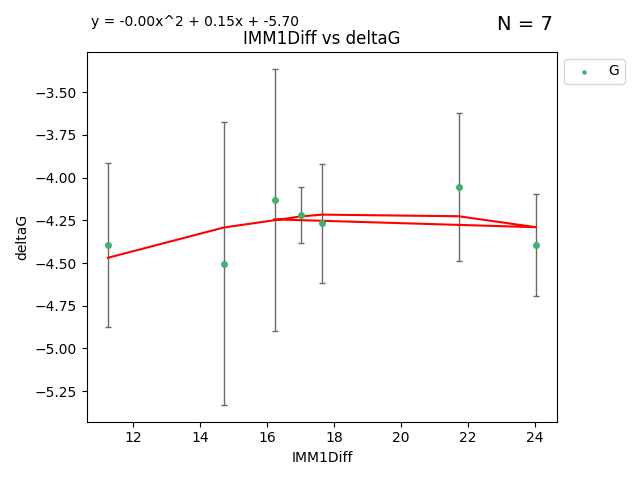 y = -0.00x^2 + 0.15x + -5.70
N = 7
IMM1Diff vs deltaG
G
−3.50
−3.75
−4.00
−4.25
−4.50
−4.75
−5.00
−5.25
deltaG
12 14 16 18 20 22 24
IMM1Diff